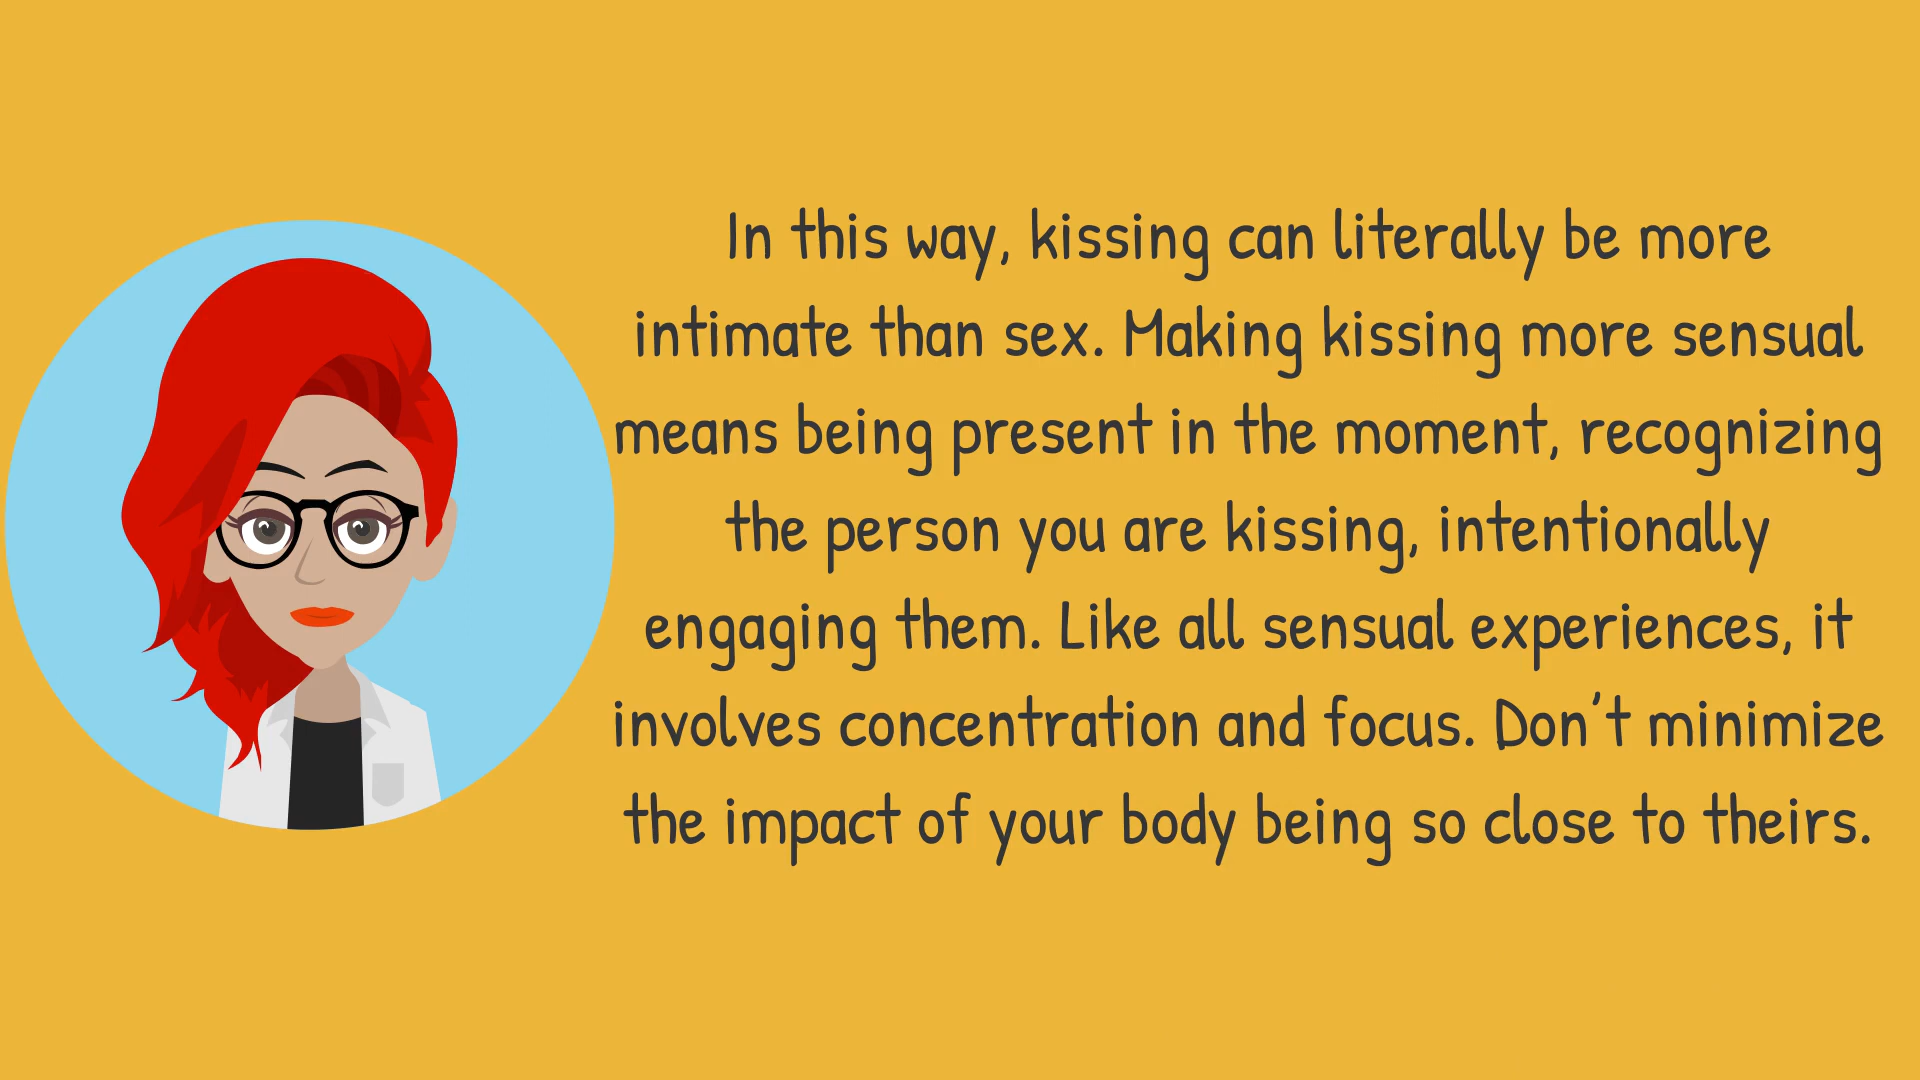 In this way, kissing can literally be more
intimate than sex. Making kissing more sensual
means being present in the moment, recognizing
the person you are kissing, intentionally
engaging them. Like all sensual experiences, it
involves concentration and focus. Don't minimize
the impact of your body being so close to theirs.